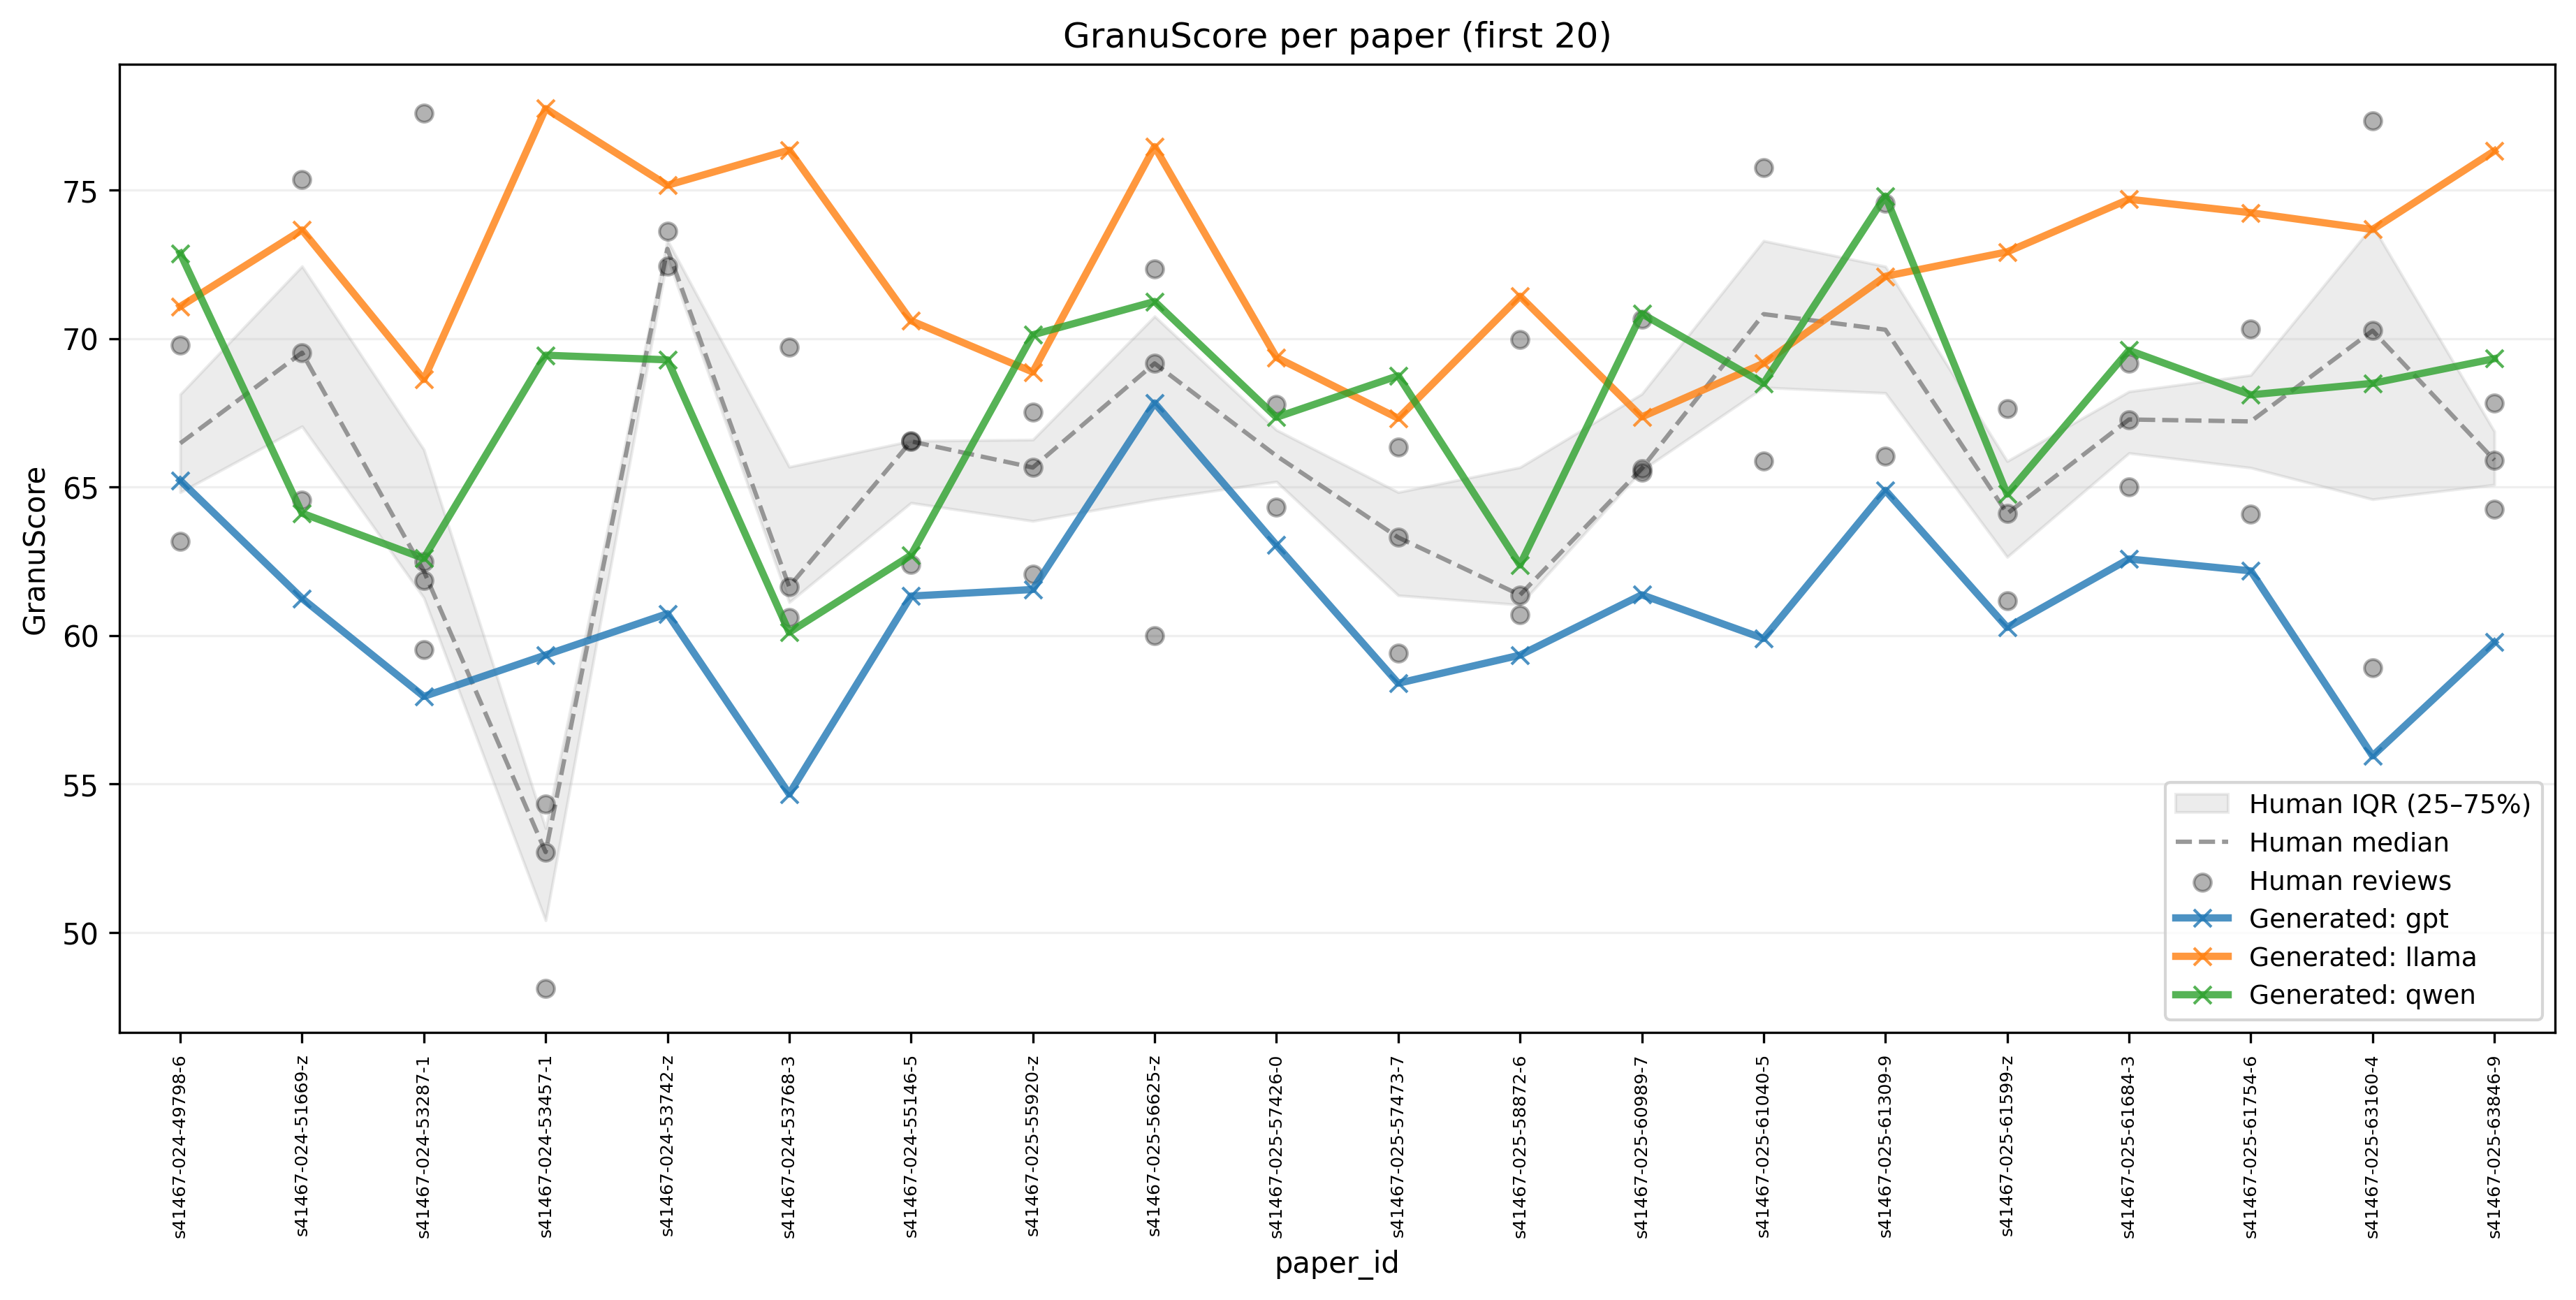 GranuScore per paper (first 20)
GranuScore
75
70
65
60
55
50
Human IQR (25–75%)
Human median
Human reviews
Generated: gpt
Generated: llama
Generated: qwen
s41467-024-49798-6
s41467-024-51669-z
s41467-024-53287-1
s41467-024-53457-1
s41467-024-53742-z
s41467-024-53768-3
s41467-024-55146-5
s41467-025-55920-z
s41467-025-56625-z
s41467-025-57426-0
s41467-025-57473-7
s41467-025-58872-6
s41467-025-60989-7
s41467-025-61040-5
s41467-025-61309-9
s41467-025-61599-z
s41467-025-61684-3
s41467-025-61754-6
s41467-025-63160-4
s41467-025-63846-9
paper_id